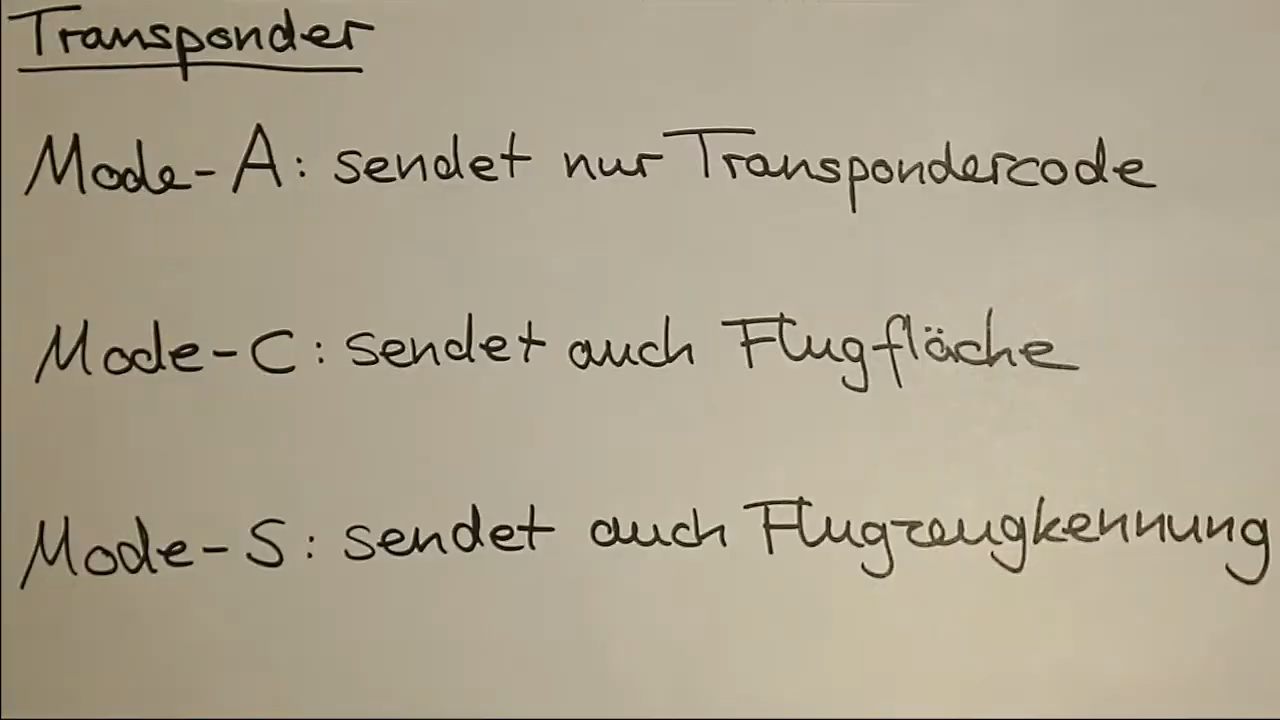 Transponder
Mode-A: sendet nur Transpondercode
Mode-C: sendet auch Flugfläche
Mode-S: sendet auch Flugzeugkennung